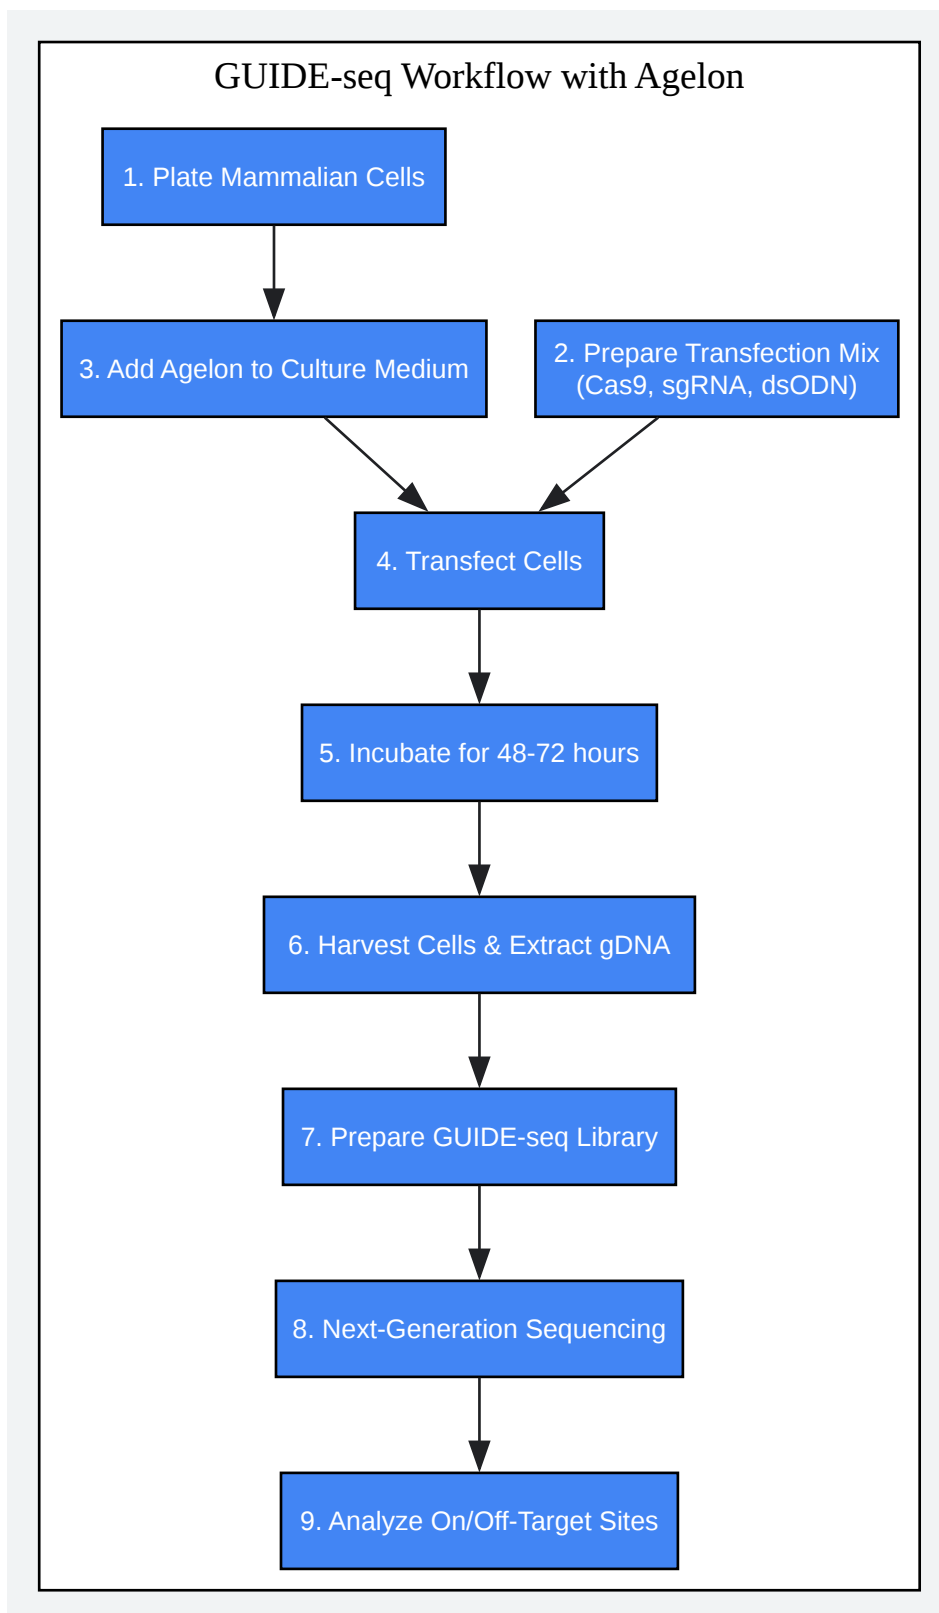 GUIDE-seq Workflow with Agelon
1. Plate Mammalian Cells
3. Add Agelon to Culture Medium
2. Prepare Transfection Mix
(Cas9, sgRNA, dsODN)
4. Transfect Cells
5. Incubate for 48-72 hours
6. Harvest Cells & Extract gDNA
7. Prepare GUIDE-seq Library
8. Next-Generation Sequencing
9. Analyze On/Off-Target Sites